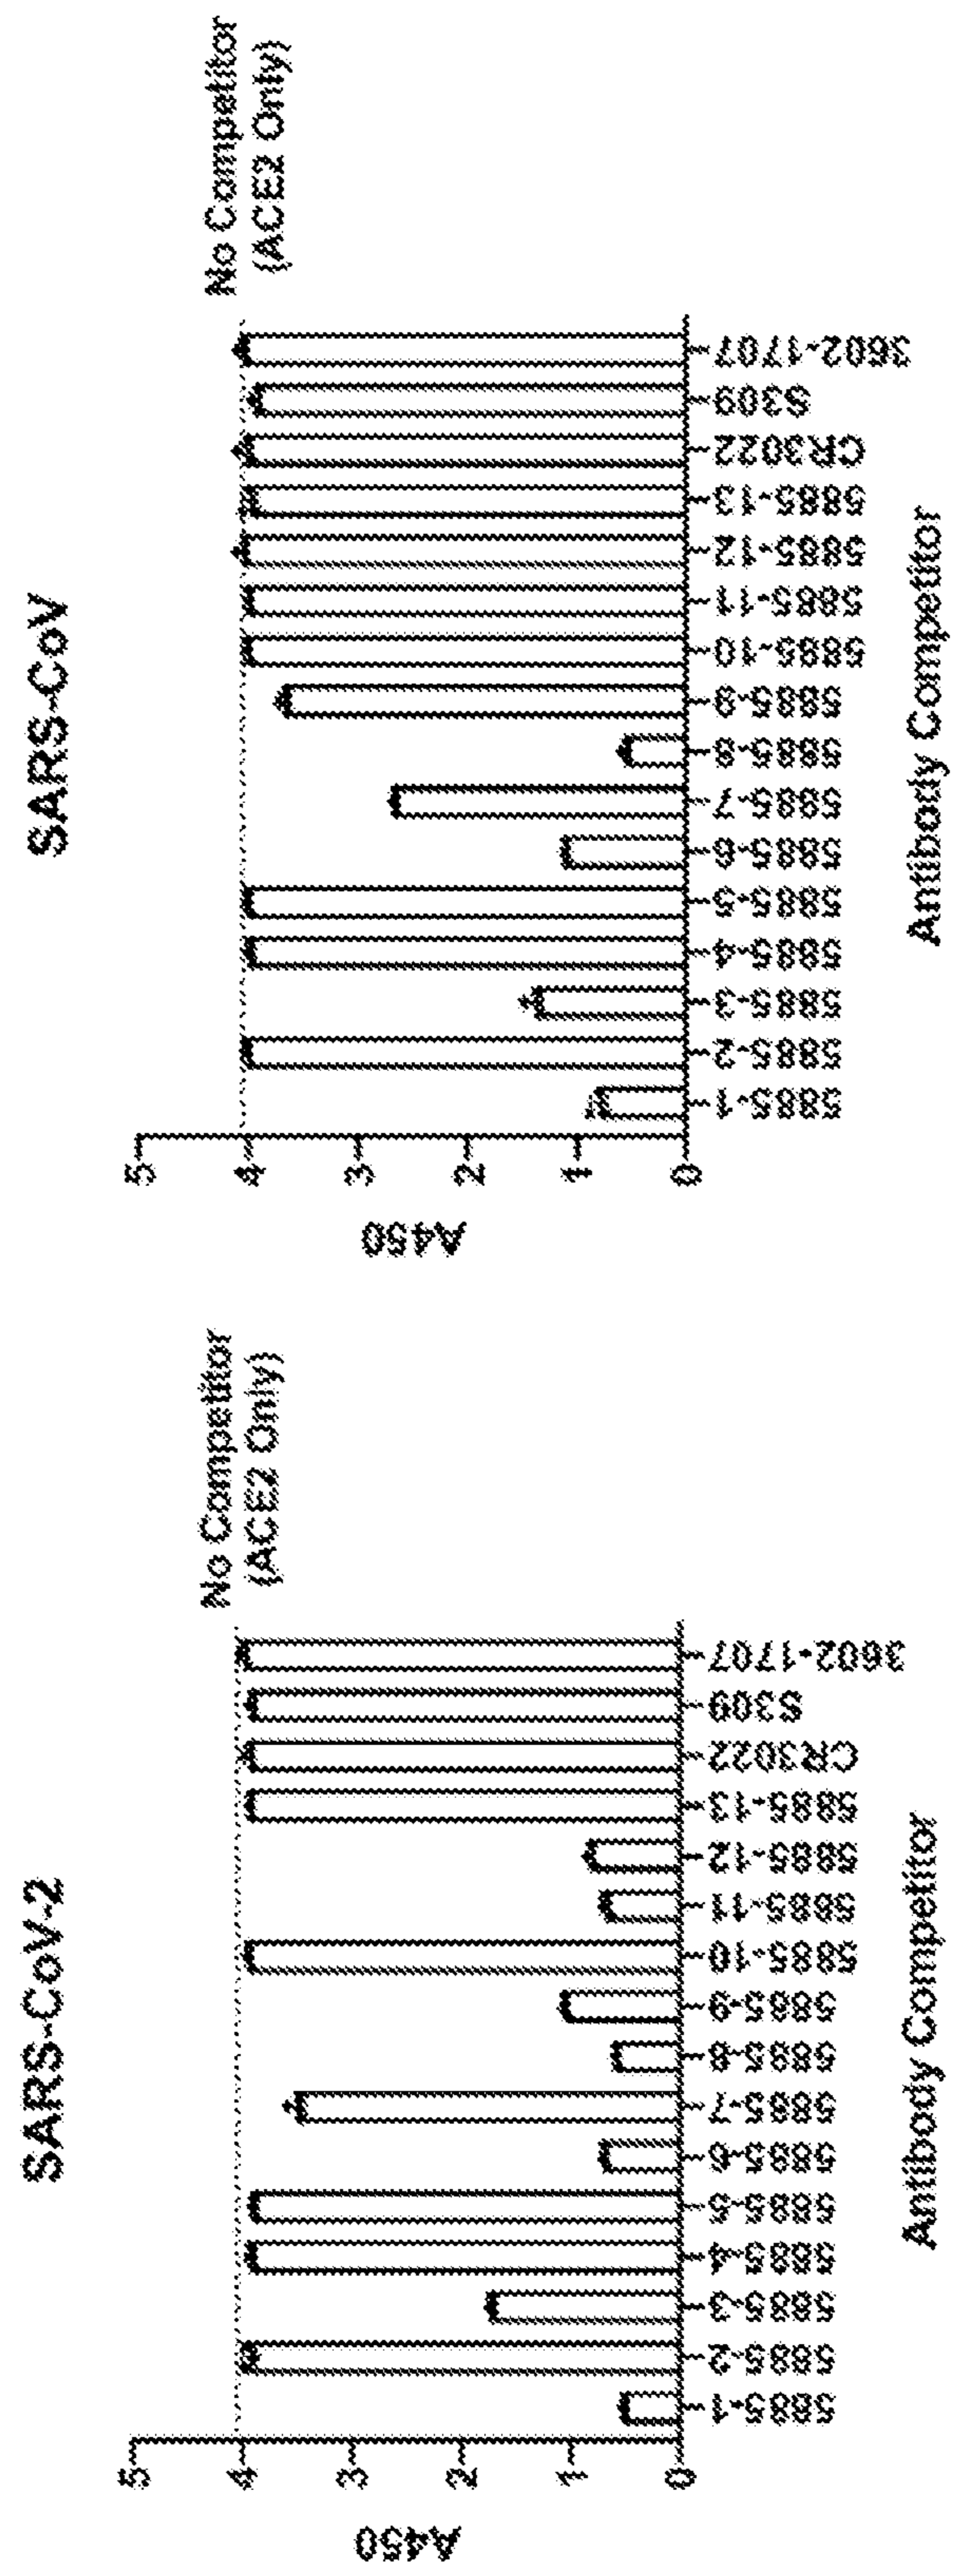 SARS-CoV-2
No Competitor
(ACE2 Only)
A450
5
4
3
2
1
0
5885-1
5885-2
5885-3
5885-4
5885-5
5885-6
5885-7
5885-8
5885-9
5885-10
5885-11
5885-12
5885-13
CR3022
S309
3602-1707
Antibody Competitor
SARS-CoV
No Competitor
(ACE2 Only)
A450
5
4
3
2
1
0
5885-1
5885-2
5885-3
5885-4
5885-5
5885-6
5885-7
5885-8
5885-9
5885-10
5885-11
5885-12
5885-13
CR3022
S309
3602-1707
Antibody Competitor